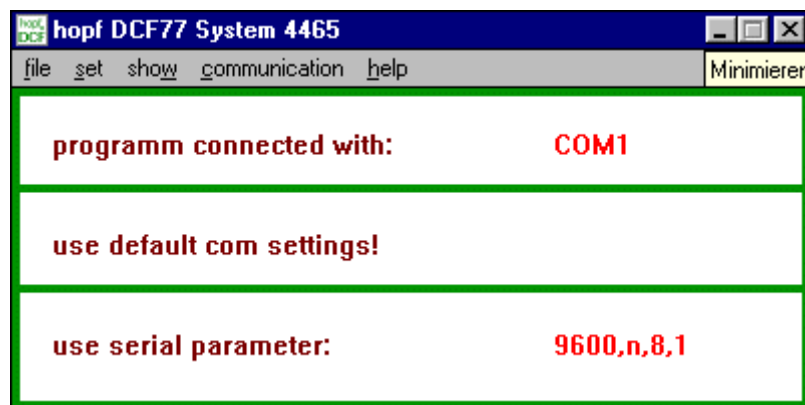 hopf DCF hopf DCF77 System 4465
file set show communication help Minimieren
programm connected with: COM1
use default com settings!
use serial parameter: 9600,n,8,1